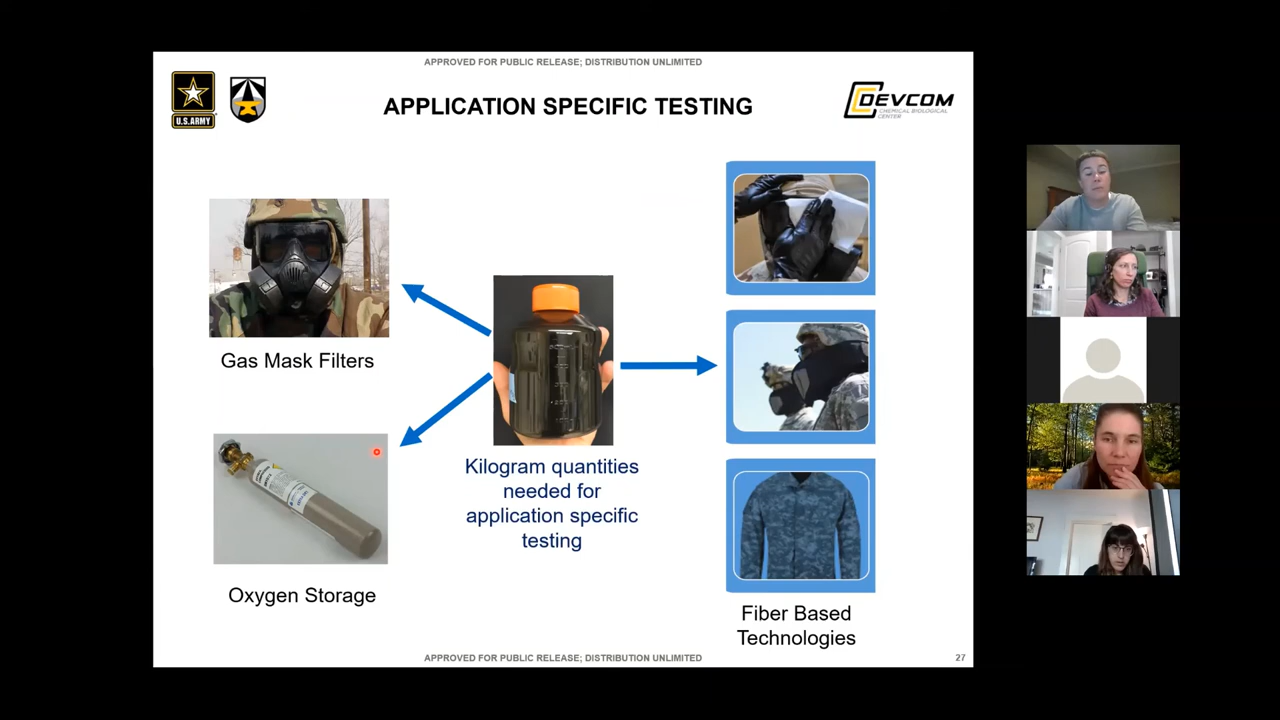 APPROVED FOR PUBLIC RELEASE; DISTRIBUTION UNLIMITED
U.S.ARMY
APPLICATION SPECIFIC TESTING
DEVCOM
CHEMICAL BIOLOGICAL
CENTER
Gas Mask Filters
Kilogram quantities
needed for
application specific
testing
Oxygen Storage
Fiber Based
Technologies
APPROVED FOR PUBLIC RELEASE; DISTRIBUTION UNLIMITED
27